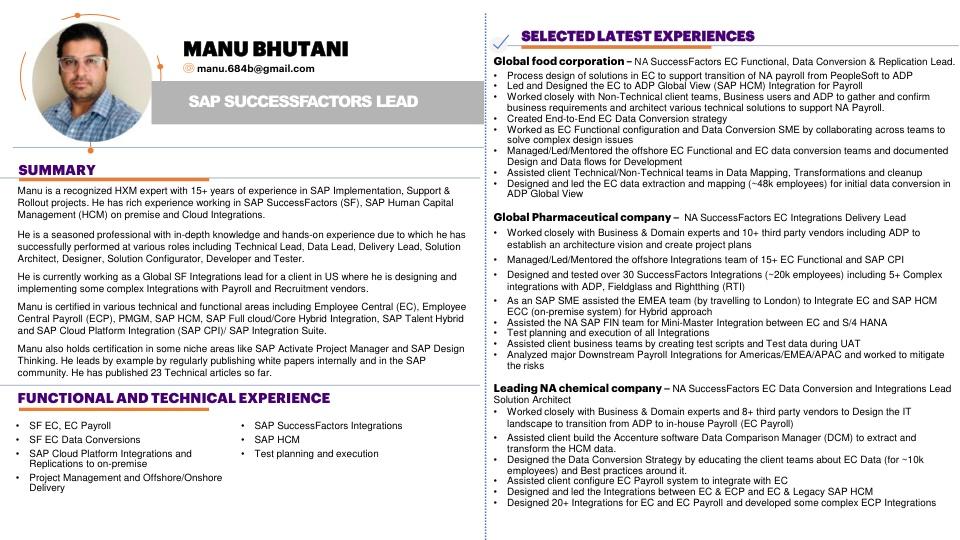 MANU BHUTANI
manu.684b@gmail.com
SAP SUCCESSFACTORS LEAD
SUMMARY
Manu is a recognized HXM expert with 15+ years of experience in SAP Implementation, Support &
Rollout projects. He has rich experience working in SAP SuccessFactors (SF), SAP Human Capital
Management (HCM) on premise and Cloud Integrations.
He is a seasoned professional with in-depth knowledge and hands-on experience due to which he has
successfully performed at various roles including Technical Lead, Data Lead, Delivery Lead, Solution
Architect, Designer, Solution Configurator, Developer and Tester.
He is currently working as a Global SF Integrations lead for a client in US where he is designing and
implementing some complex Integrations with Payroll and Recruitment vendors.
Manu is certified in various technical and functional areas including Employee Central (EC), Employee
Central Payroll (ECP), PMGM, SAP HCM, SAP Full cloud/Core Hybrid Integration, SAP Talent Hybrid
and SAP Cloud Platform Integration (SAP CPI)/ SAP Integration Suite.
Manu also holds certification in some niche areas like SAP Activate Project Manager and SAP Design
Thinking. He leads by example by regularly publishing white papers internally and in the SAP
community. He has published 23 Technical articles so far.
FUNCTIONAL AND TECHNICAL EXPERIENCE
• SF EC, EC Payroll
• SF EC Data Conversions
• SAP Cloud Platform Integrations and
Replications to on-premise
• Project Management and Offshore/Onshore
Delivery
• SAP SuccessFactors Integrations
• SAP HCM
• Test planning and execution
SELECTED LATEST EXPERIENCES
Global food corporation – NA SuccessFactors EC Functional, Data Conversion & Replication Lead.
• Process design of solutions in EC to support transition of NA payroll from PeopleSoft to ADP
• Led and Designed the EC to ADP Global View (SAP HCM) Integration for Payroll
• Worked closely with Non-Technical client teams, Business users and ADP to gather and confirm
business requirements and architect various technical solutions to support NA Payroll.
• Created End-to-End EC Data Conversion strategy
• Worked as EC Functional configuration and Data Conversion SME by collaborating across teams to
solve complex design issues
• Managed/Led/Mentored the offshore EC Functional and EC data conversion teams and documented
Design and Data flows for Development
• Assisted client Technical/Non-Technical teams in Data Mapping, Transformations and cleanup
• Designed and led the EC data extraction and mapping (~48k employees) for initial data conversion in
ADP Global View
Global Pharmaceutical company – NA SuccessFactors EC Integrations Delivery Lead
• Worked closely with Business & Domain experts and 10+ third party vendors including ADP to
establish an architecture vision and create project plans
• Managed/Led/Mentored the offshore Integrations team of 15+ EC Functional and SAP CPI
• Designed and tested over 30 SuccessFactors Integrations (~20k employees) including 5+ Complex
integrations with ADP, Fieldglass and Rightthing (RTI)
• As an SAP SME assisted the EMEA team (by travelling to London) to Integrate EC and SAP HCM
ECC (on-premise system) for Hybrid approach
• Assisted the NA SAP FIN team for Mini-Master Integration between EC and S/4 HANA
• Test planning and execution of all Integrations
• Assisted client business teams by creating test scripts and Test data during UAT
• Analyzed major Downstream Payroll Integrations for Americas/EMEA/APAC and worked to mitigate
the risks
Leading NA chemical company – NA SuccessFactors EC Data Conversion and Integrations Lead
Solution Architect
• Worked closely with Business & Domain experts and 8+ third party vendors to Design the IT
landscape to transition from ADP to in-house Payroll (EC Payroll)
• Assisted client build the Accenture software Data Comparison Manager (DCM) to extract and
transform the HCM data.
• Designed the Data Conversion Strategy by educating the client teams about EC Data (for ~10k
employees) and Best practices around it.
• Assisted client configure EC Payroll system to integrate with EC
• Designed and led the Integrations between EC & ECP and EC & Legacy SAP HCM
• Designed 20+ Integrations for EC and EC Payroll and developed some complex ECP Integrations